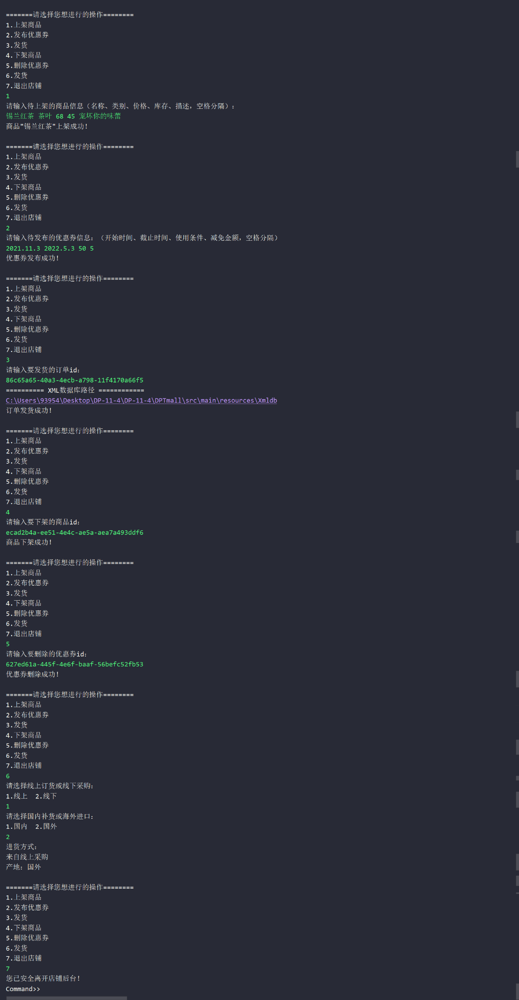 =======请选择您想进行的操作========
1.上架商品
2.发布优惠券
3.发货
4.下架商品
5.删除优惠券
6.发货
7.退出店铺
1
请输入待上架的商品信息（名称、类别、价格、库存、描述，空格分隔）：
锡兰红茶 茶叶 68 45 宠坏你的味蕾
商品"锡兰红茶"上架成功！
=======请选择您想进行的操作========
1.上架商品
2.发布优惠券
3.发货
4.下架商品
5.删除优惠券
6.发货
7.退出店铺
2
请输入待发布的优惠券信息：（开始时间、截止时间、使用条件、减免金额，空格分隔）
2021.11.3 2022.5.3 50 5
优惠券发布成功！
=======请选择您想进行的操作========
1.上架商品
2.发布优惠券
3.发货
4.下架商品
5.删除优惠券
6.发货
7.退出店铺
3
请输入要发货的订单id：
86c65a65-40a3-4ecb-a798-11f4170a66f5
========== XML数据库路径 ============
C:\Users\93954\Desktop\DP-11-4\DP-11-4\DPTmall\src\main\resources\Xmldb
订单发货成功！
=======请选择您想进行的操作========
1.上架商品
2.发布优惠券
3.发货
4.下架商品
5.删除优惠券
6.发货
7.退出店铺
4
请输入要下架的商品id：
ecad2b4a-ee51-4e4c-ae5a-aea7a493ddf6
商品下架成功！
=======请选择您想进行的操作========
1.上架商品
2.发布优惠券
3.发货
4.下架商品
5.删除优惠券
6.发货
7.退出店铺
5
请输入要删除的优惠券id：
627ed61a-445f-4e6f-baaf-56befc52fb53
优惠券删除成功！
=======请选择您想进行的操作========
1.上架商品
2.发布优惠券
3.发货
4.下架商品
5.删除优惠券
6.发货
7.退出店铺
6
请选择线上订货或线下采购：
1.线上  2.线下
1
请选择国内补货或海外进口：
1.国内  2.国外
2
进货方式：
来自线上采购
产地：国外
=======请选择您想进行的操作========
1.上架商品
2.发布优惠券
3.发货
4.下架商品
5.删除优惠券
6.发货
7.退出店铺
7
您已安全离开店铺后台！
Command>>